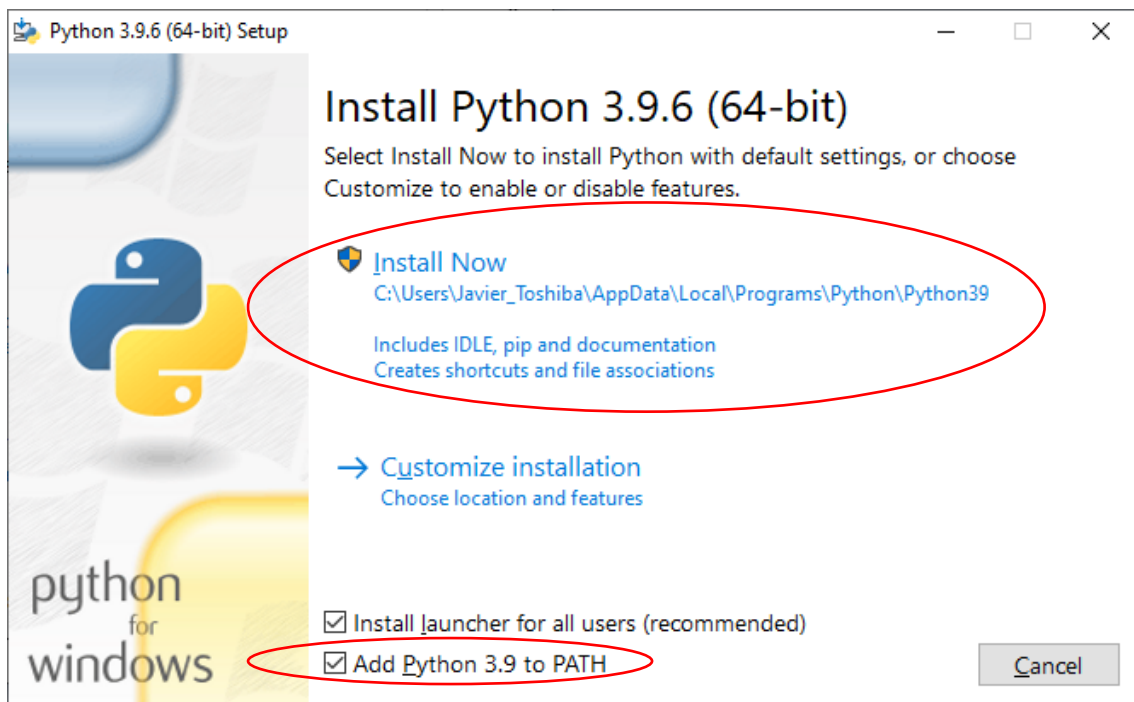 Python 3.9.6 (64-bit) Setup
Install Python 3.9.6 (64-bit)
Select Install Now to install Python with default settings, or choose
Customize to enable or disable features.
Install Now
C:\Users\Javier_Toshiba\AppData\Local\Programs\Python\Python39
Includes IDLE, pip and documentation
Creates shortcuts and file associations
Customize installation
Choose location and features
python
for
windows
Install launcher for all users (recommended)
Add Python 3.9 to PATH
Cancel